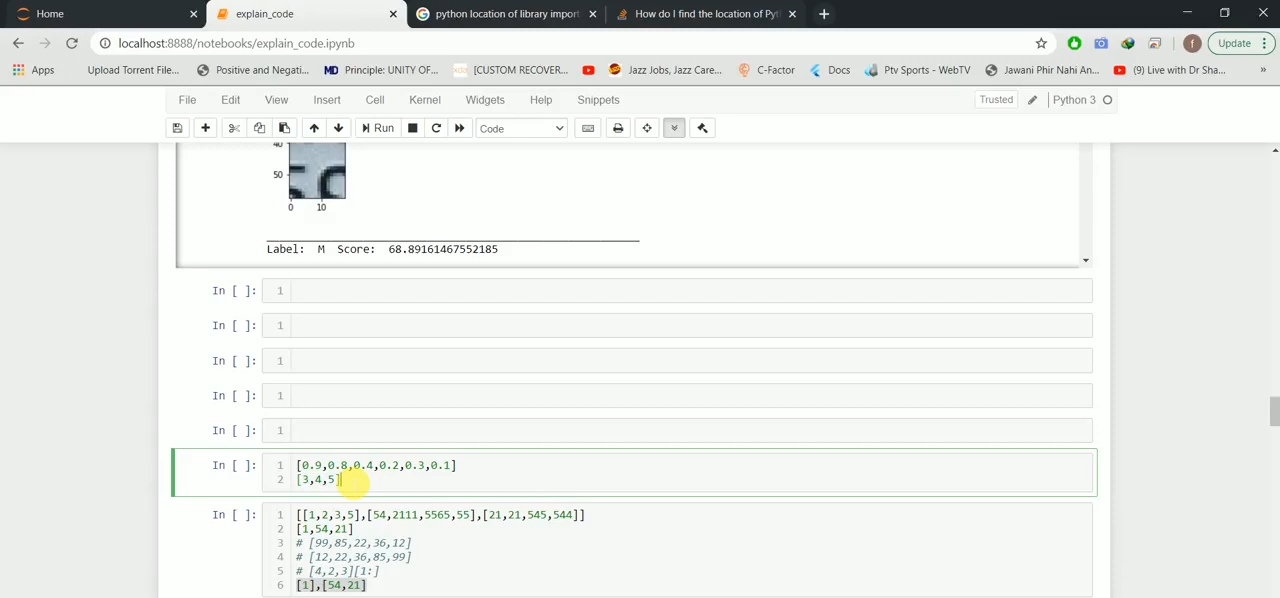 Home
explain_code
python location of library import
How do I find the location of Pyt
localhost:8888/notebooks/explain_code.ipynb
Update
Apps
Upload Torrent File...
Positive and Negati...
Principle: UNITY OF...
[CUSTOM RECOVER...
Jazz Jobs, Jazz Care...
C-Factor
Docs
Ptv Sports - WebTV
Jawani Phir Nahi An...
(9) Live with Dr Sha...
»
File Edit View Insert Cell Kernel Widgets Help Snippets
Trusted
Python 3
Run
Code
40
50
0 10
Label: M Score: 68.89161467552185
In [ ]: 1
In [ ]: 1
In [ ]: 1
In [ ]: 1
In [ ]: 1
In [ ]: 1 [0.9,0.8,0.4,0.2,0.3,0.1]
2 [3,4,5]
In [ ]: 1 [[1,2,3,5],[54,2111,5565,55],[21,21,545,544]]
2 [1,54,21]
3 # [99,85,22,36,12]
4 # [12,22,36,85,99]
5 # [4,2,3][1:]
6 [1],[54,21]